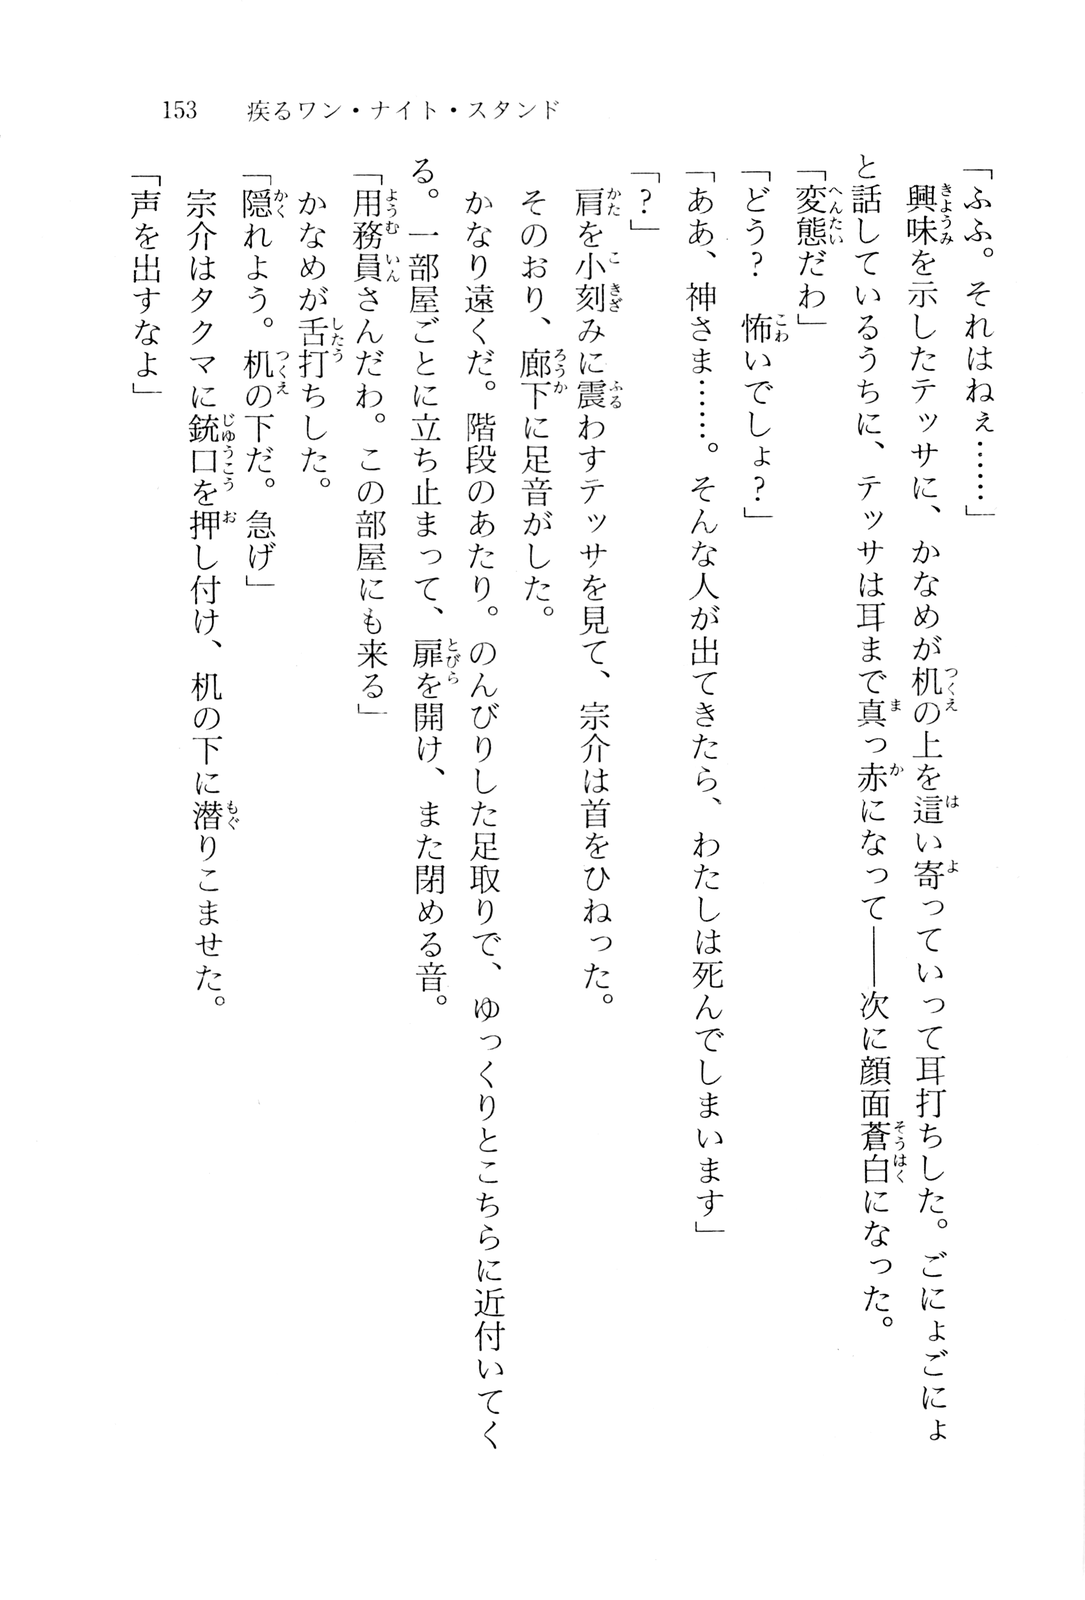 153　疾るワン・ナイト・スタンド
「ふふ。それはねぇ……」
　興味を示したテッサに、かなめが机の上を這い寄っていって耳打ちした。ごにょごにょ
と話しているうちに、テッサは耳まで真っ赤になって――次に顔面蒼白になった。
「変態だわ」
「どう？　怖いでしょ？」
「ああ、神さま……。そんな人が出てきたら、わたしは死んでしまいます」
「？」
　肩を小刻みに震わすテッサを見て、宗介は首をひねった。
　そのおり、廊下に足音がした。
　かなり遠くだ。階段のあたり。のんびりした足取りで、ゆっくりとこちらに近付いてく
る。一部屋ごとに立ち止まって、扉を開け、また閉める音。
「用務員さんだわ。この部屋にも来る」
　かなめが舌打ちした。
「隠れよう。机の下だ。急げ」
　宗介はタクマに銃口を押し付け、机の下に潜りこませた。
「声を出すなよ」